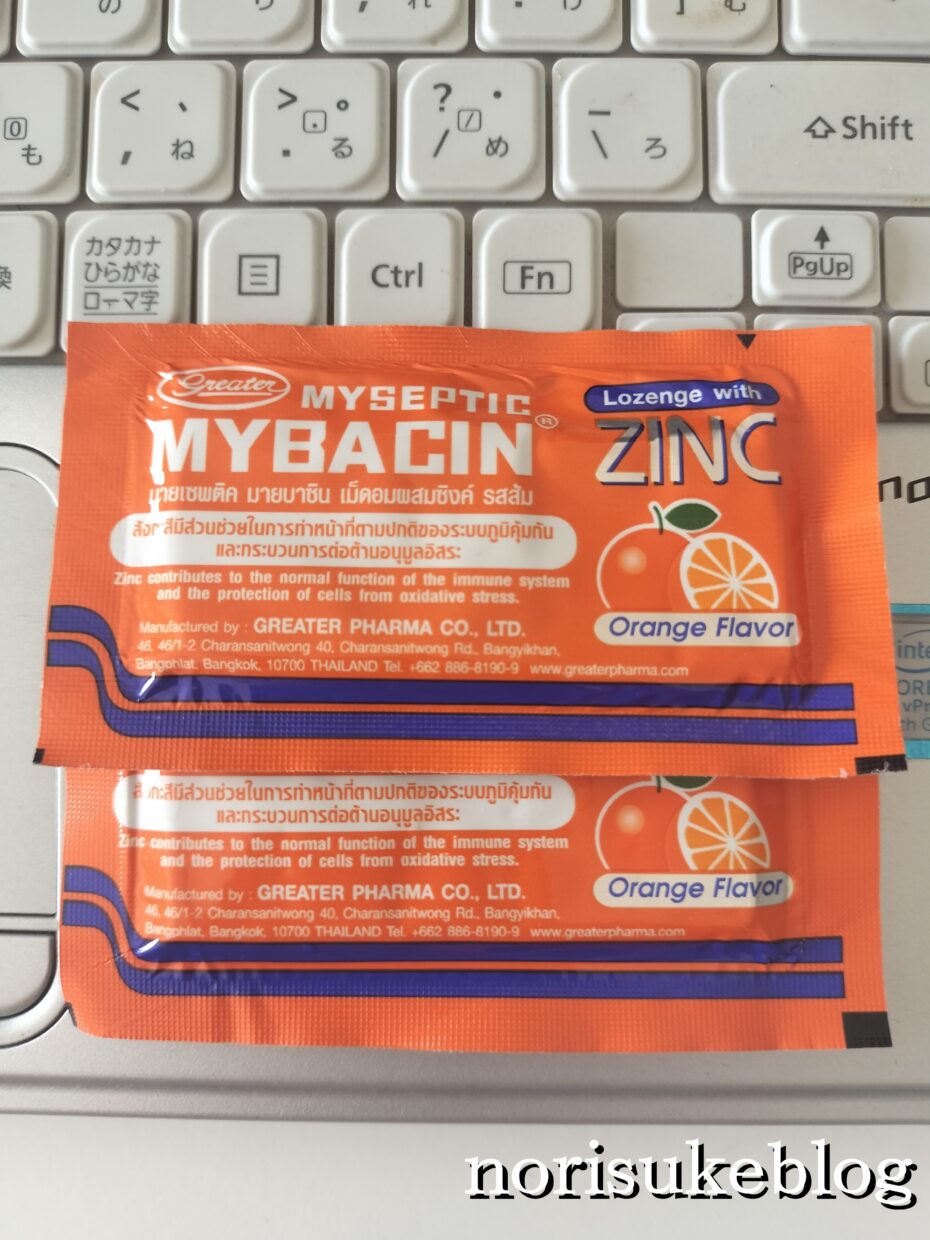 の
り
れ
け
]
む
<
、
>
。
?
・
_
0
も
,
ね
.
.
る
/
/
め
\
ろ
Shift
換
カタカナ
ひらがな
ローマ字
Ctrl
Fn
PgUp
Greater
MYSEPTIC
MYBACIN®
มายเซพติค มายบาซิน เม็ดอมผสมซิงค์ รสส้ม
สังกะสีมีส่วนช่วยในการทำหน้าที่ตามปกติของระบบภูมิคุ้มกัน
และกระบวนการต่อต้านอนุมูลอิสระ
Zinc contributes to the normal function of the immune system
and the protection of cells from oxidative stress.
Manufactured by : GREATER PHARMA CO., LTD.
46, 46/1-2 Charansanitwong 40, Charansanitwong Rd., Bangyikhan,
Bangphlat, Bangkok, 10700 THAILAND Tel. +662 886-8190-9 www.greaterpharma.com
Lozenge with
ZINC
Orange Flavor
สังกะสีมีส่วนช่วยในการทำหน้าที่ตามปกติของระบบภูมิคุ้มกัน
และกระบวนการต่อต้านอนุมูลอิสระ
Zinc contributes to the normal function of the immune system
and the protection of cells from oxidative stress.
Manufactured by : GREATER PHARMA CO., LTD.
46, 46/1-2 Charansanitwong 40, Charansanitwong Rd., Bangyikhan,
Bangphlat, Bangkok, 10700 THAILAND Tel. +662 886-8190-9 www.greaterpharma.com
Orange Flavor
norisukeblog